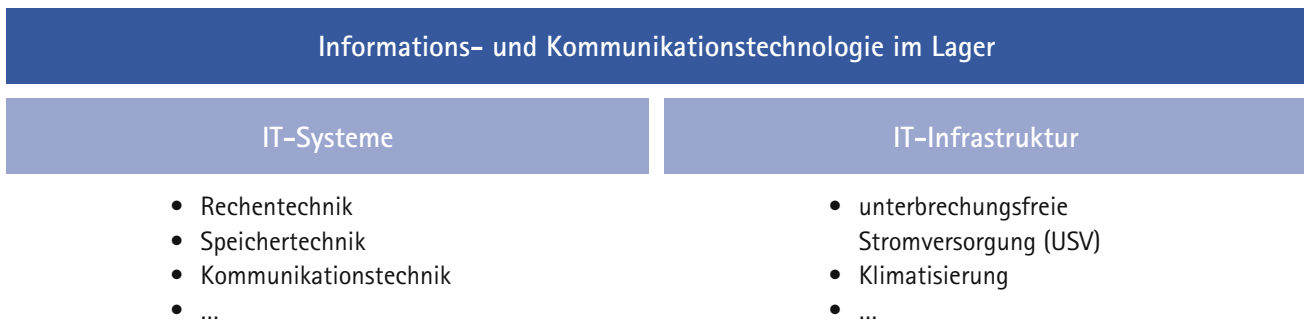 Informations- und Kommunikationstechnologie im Lager
IT-Systeme
• Rechentechnik
• Speichertechnik
• Kommunikationstechnik
• ...
IT-Infrastruktur
• unterbrechungsfreie
Stromversorgung (USV)
• Klimatisierung
• ...